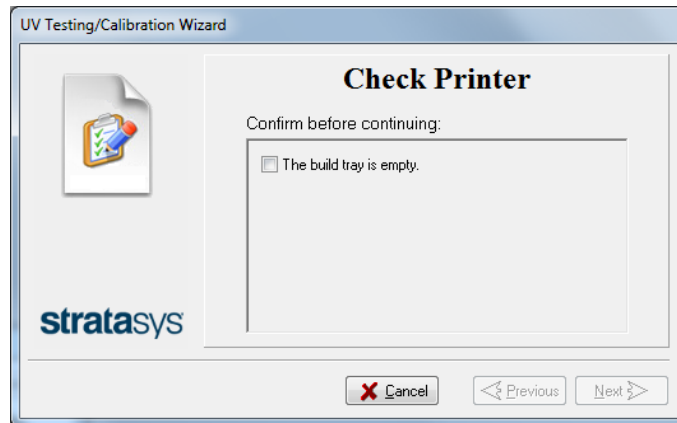 UV Testing/Calibration Wizard
Check Printer
Confirm before continuing:
The build tray is empty.
stratasys
Cancel
Previous
Next